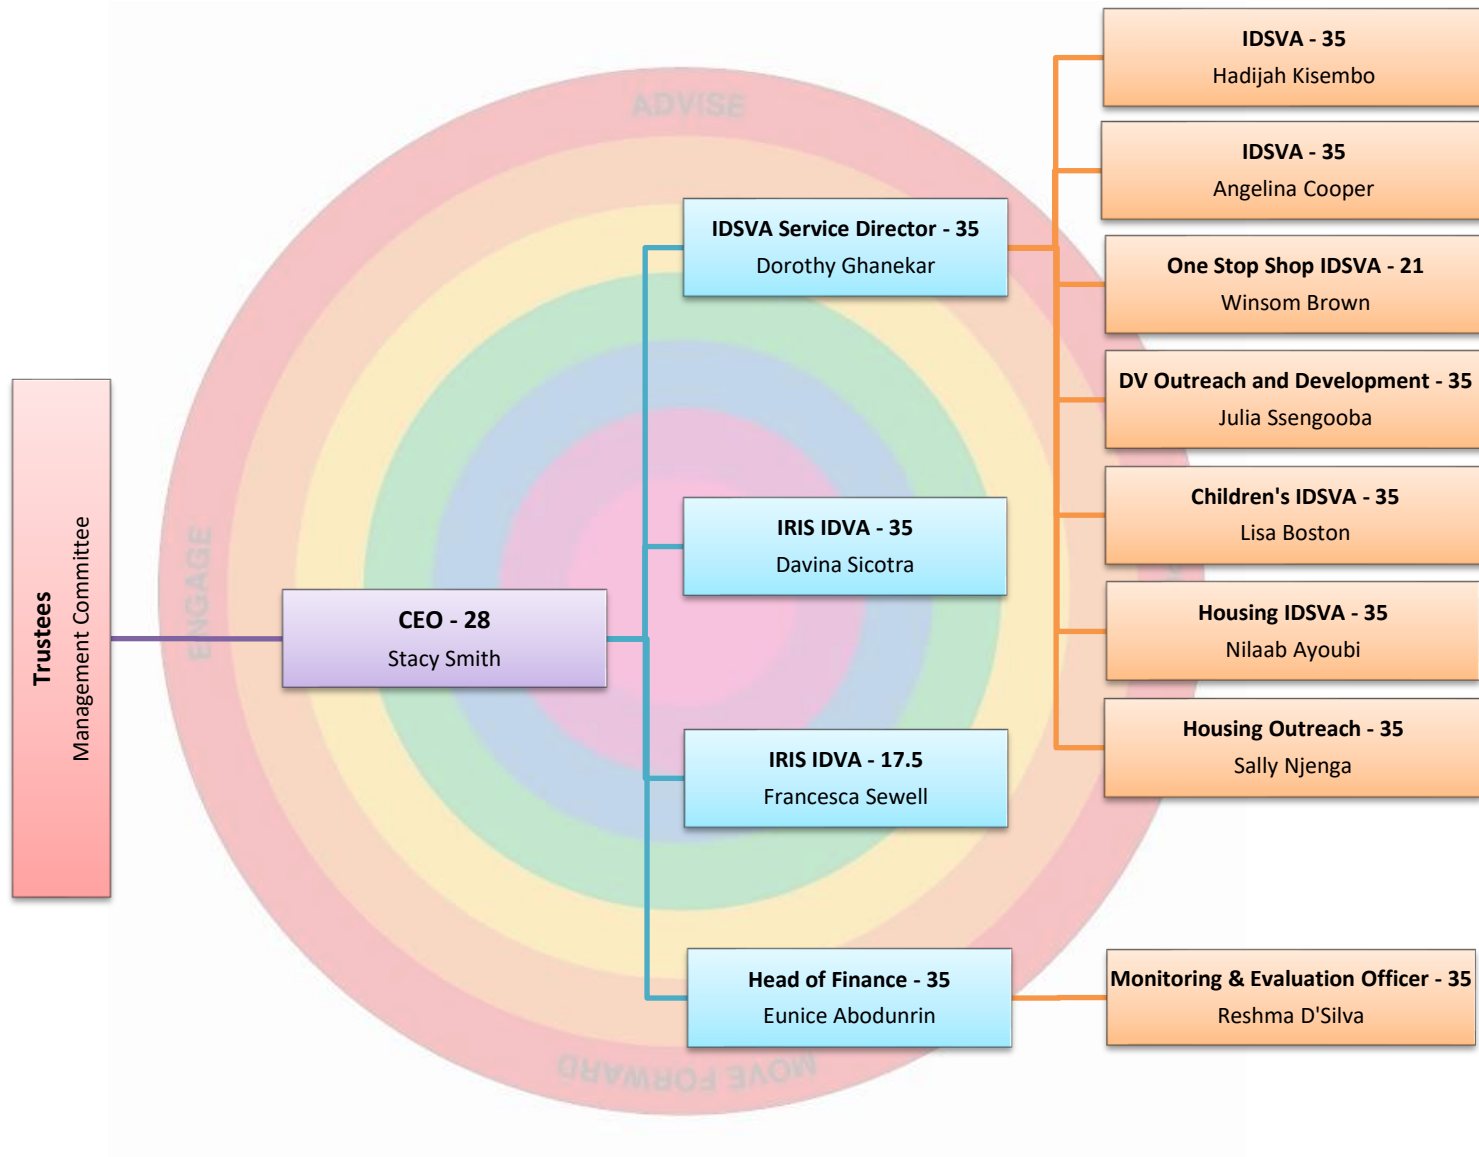 Trustees
Management Committee
CEO - 28
Stacy Smith
IDSVA Service Director - 35
Dorothy Ghanekar
IRIS IDVA - 35
Davina Sicotra
IRIS IDVA - 17.5
Francesca Sewell
Head of Finance - 35
Eunice Abodunrin
IDSVA - 35
Hadijah Kisembo
IDSVA - 35
Angelina Cooper
One Stop Shop IDSVA - 21
Winsom Brown
DV Outreach and Development - 35
Julia Ssengooba
Children's IDSVA - 35
Lisa Boston
Housing IDSVA - 35
Nilaab Ayoubi
Housing Outreach - 35
Sally Njenga
Monitoring & Evaluation Officer - 35
Reshma D'Silva
ADVISE
ENGAGE
MOVE FORWARD